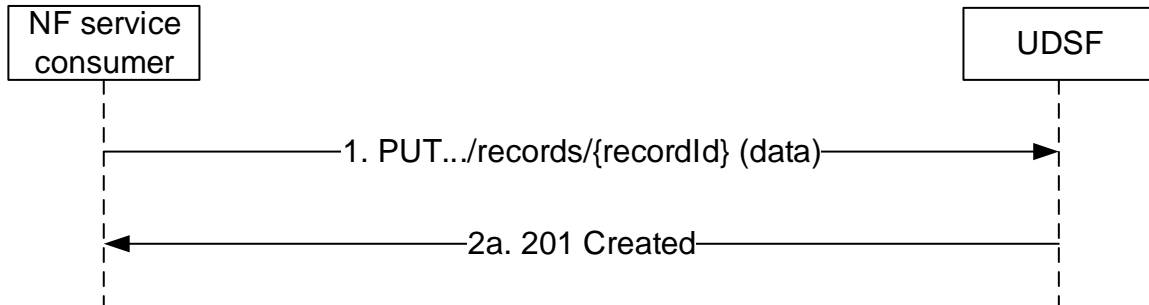 NF service
consumer
UDSF
1. PUT.../records/{recordId} (data)
2a. 201 Created